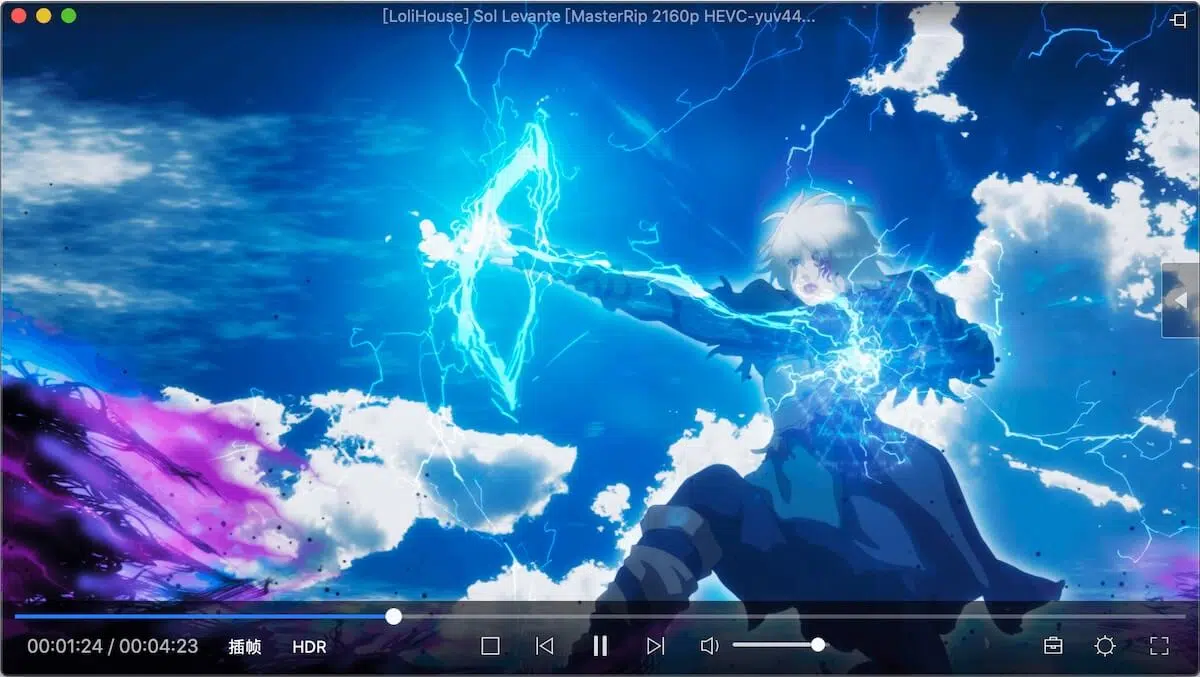 [LoliHouse] Sol Levante [MasterRip 2160p HEVC-yuv44...
00:01:24 / 00:04:23 插帧 HDR